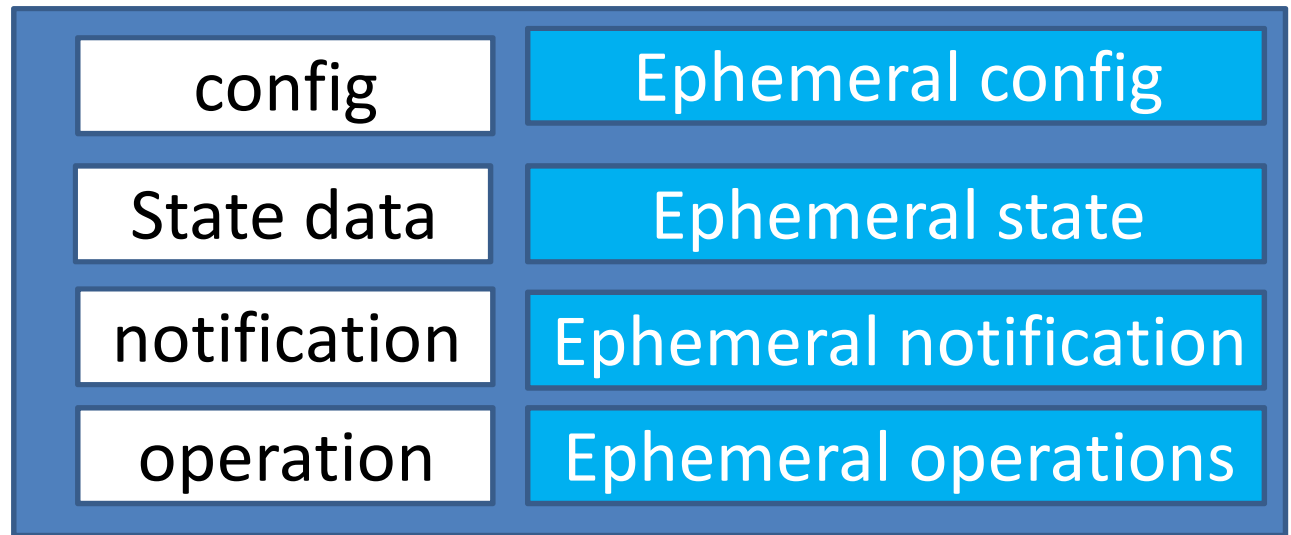 config
Ephemeral config
State data
Ephemeral state
notification
Ephemeral notification
operation
Ephemeral operations